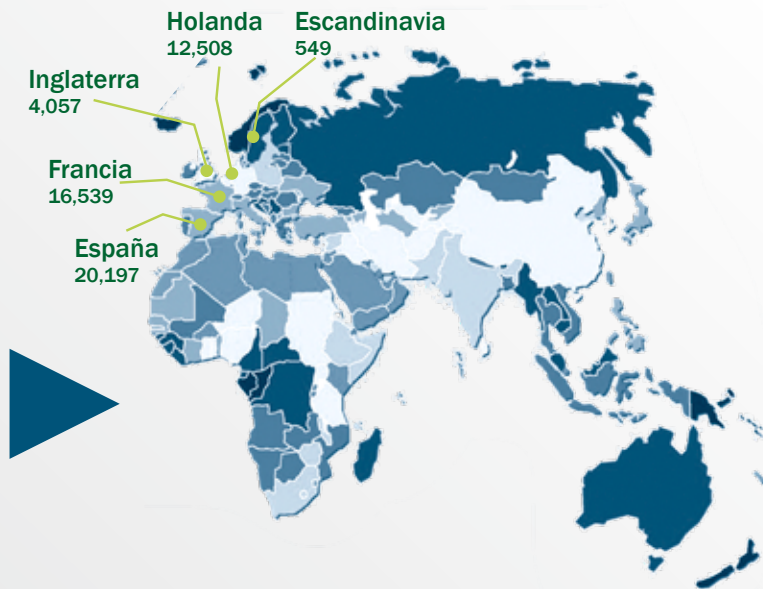 Holanda
12,508
Escandinavia
549
Inglaterra
4,057
Francia
16,539
España
20,197